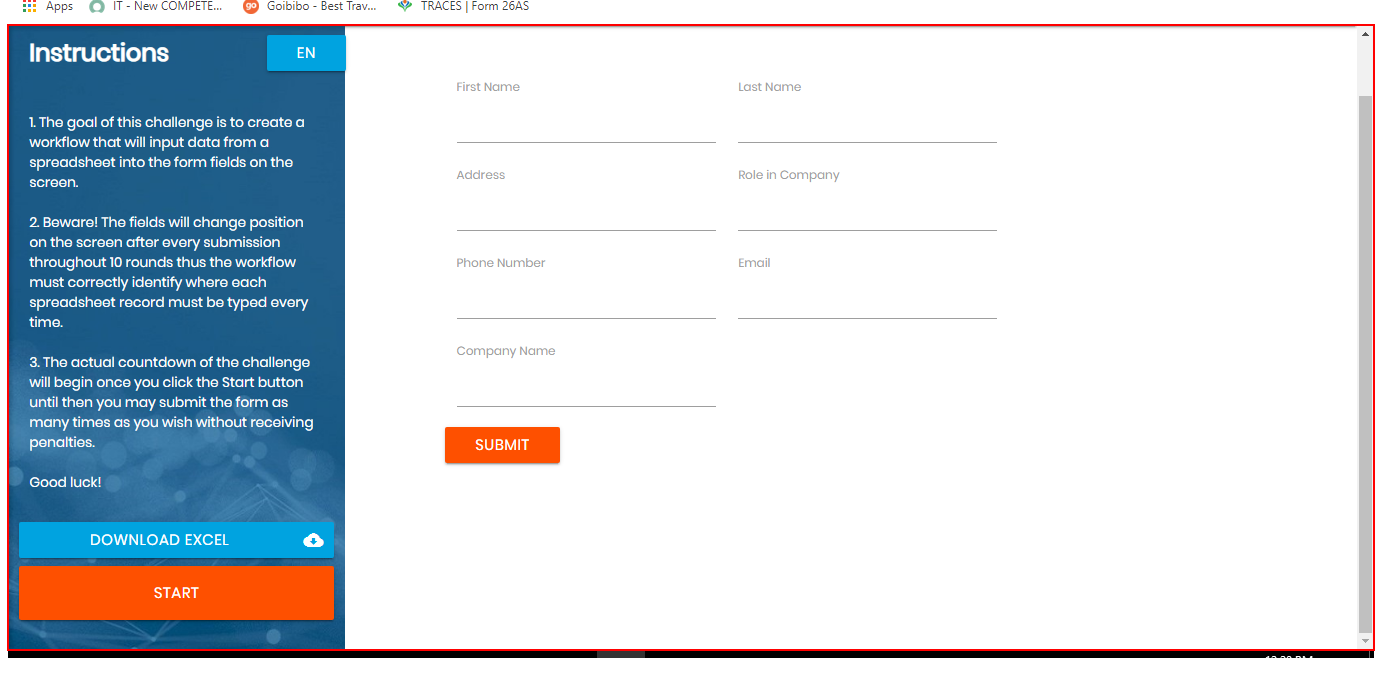 Apps IT - New COMPETE... Goibibo - Best Trav... TRACES | Form 26AS
Instructions
EN
1. The goal of this challenge is to create a
workflow that will input data from a
spreadsheet into the form fields on the
screen.
2. Beware! The fields will change position
on the screen after every submission
throughout 10 rounds thus the workflow
must correctly identify where each
spreadsheet record must be typed every
time.
3. The actual countdown of the challenge
will begin once you click the Start button
until then you may submit the form as
many times as you wish without receiving
penalties.
Good luck!
DOWNLOAD EXCEL
START
First Name Last Name
Address Role in Company
Phone Number Email
Company Name
SUBMIT